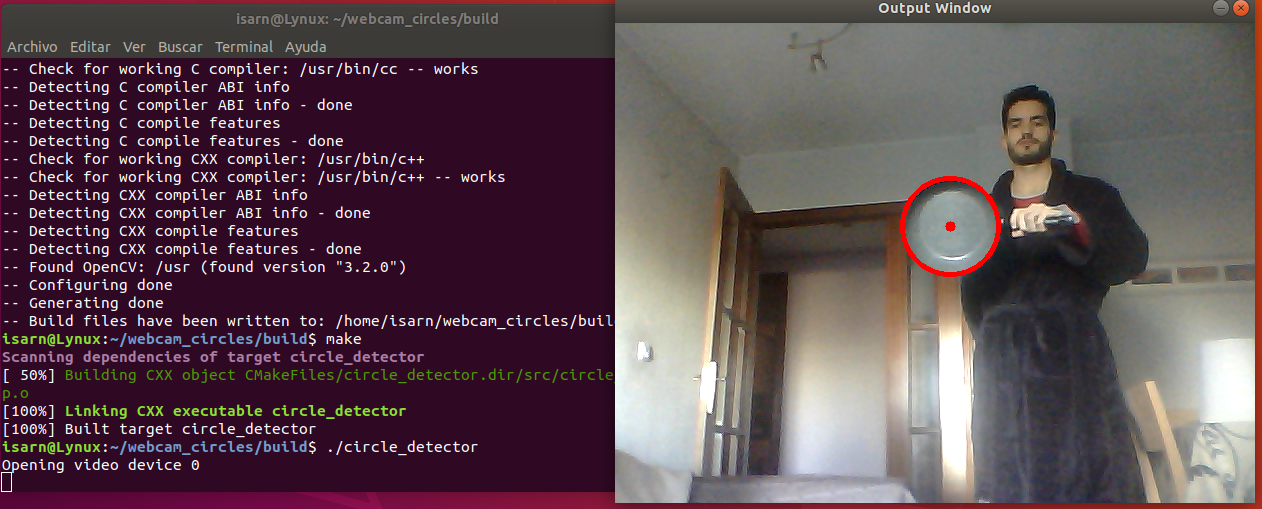 isarn@Lynux: ~/webcam_circles/build
Archivo Editar Ver Buscar Terminal Ayuda
-- Check for working C compiler: /usr/bin/cc -- works
-- Detecting C compiler ABI info
-- Detecting C compiler ABI info - done
-- Detecting C compile features
-- Detecting C compile features - done
-- Check for working CXX compiler: /usr/bin/c++
-- Check for working CXX compiler: /usr/bin/c++ -- works
-- Detecting CXX compiler ABI info
-- Detecting CXX compiler ABI info - done
-- Detecting CXX compile features
-- Detecting CXX compile features - done
-- Found OpenCV: /usr (found version "3.2.0")
-- Configuring done
-- Generating done
-- Build files have been written to: /home/isarn/webcam_circles/buil
isarn@Lynux:~/webcam_circles/build$ make
Scanning dependencies of target circle_detector
[ 50%] Building CXX object CMakeFiles/circle_detector.dir/src/circle
p.o
[100%] Linking CXX executable circle_detector
[100%] Built target circle_detector
isarn@Lynux:~/webcam_circles/build$ ./circle_detector
Opening video device 0
Output Window